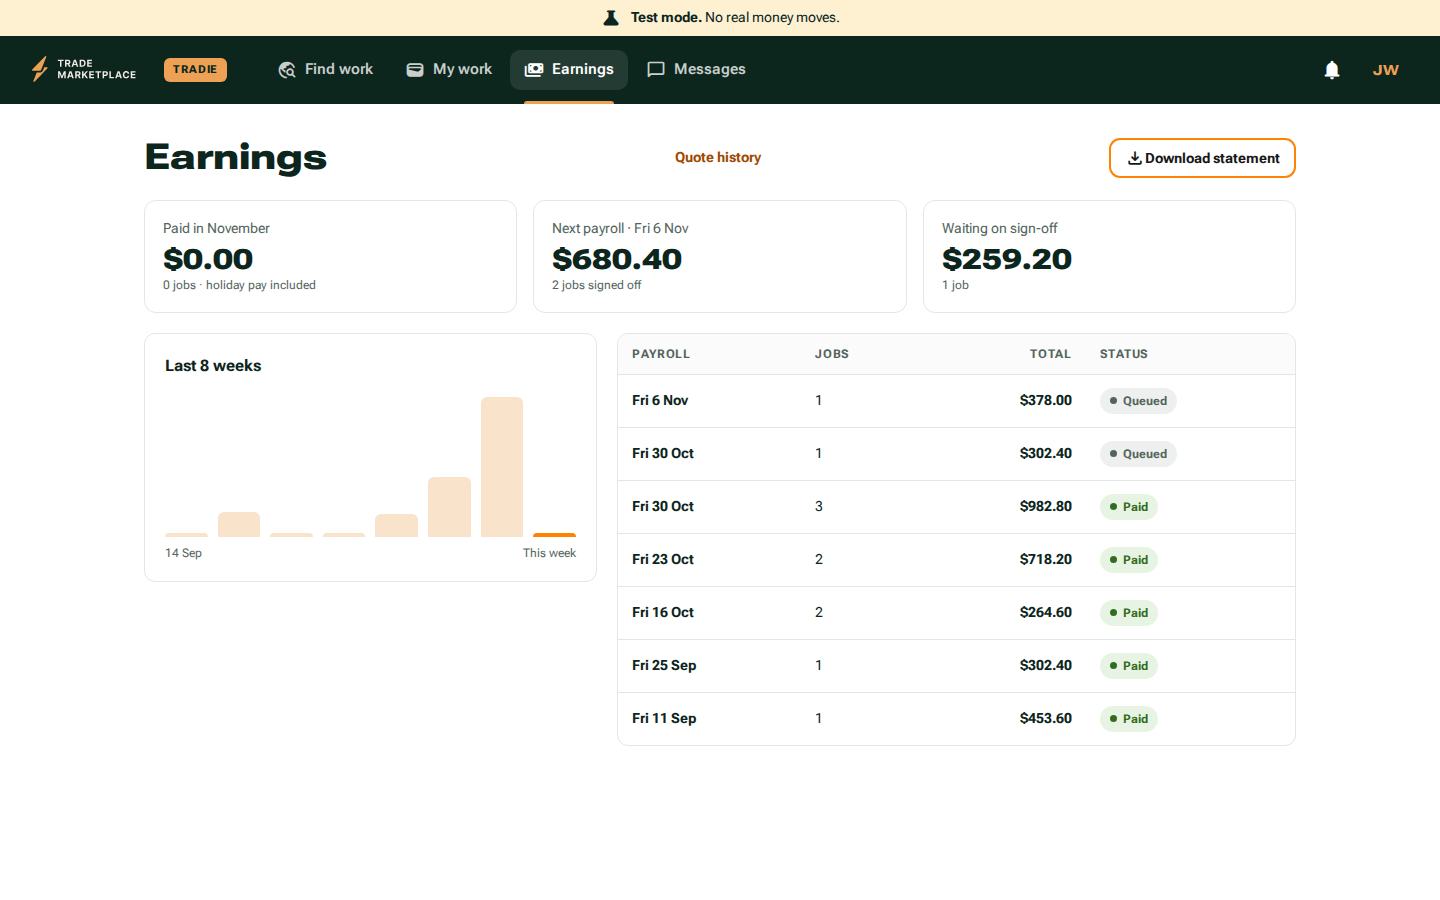 Test mode. No real money moves.
TRADE
MARKETPLACE
TRADIE
Find work
My work
Earnings
Messages
JW
Earnings
Quote history
Download statement
Paid in November
$0.00
0 jobs · holiday pay included
Next payroll · Fri 6 Nov
$680.40
2 jobs signed off
Waiting on sign-off
$259.20
1 job
Last 8 weeks
14 Sep
This week
PAYROLL JOBS TOTAL STATUS
Fri 6 Nov 1 $378.00 Queued
Fri 30 Oct 1 $302.40 Queued
Fri 30 Oct 3 $982.80 Paid
Fri 23 Oct 2 $718.20 Paid
Fri 16 Oct 2 $264.60 Paid
Fri 25 Sep 1 $302.40 Paid
Fri 11 Sep 1 $453.60 Paid